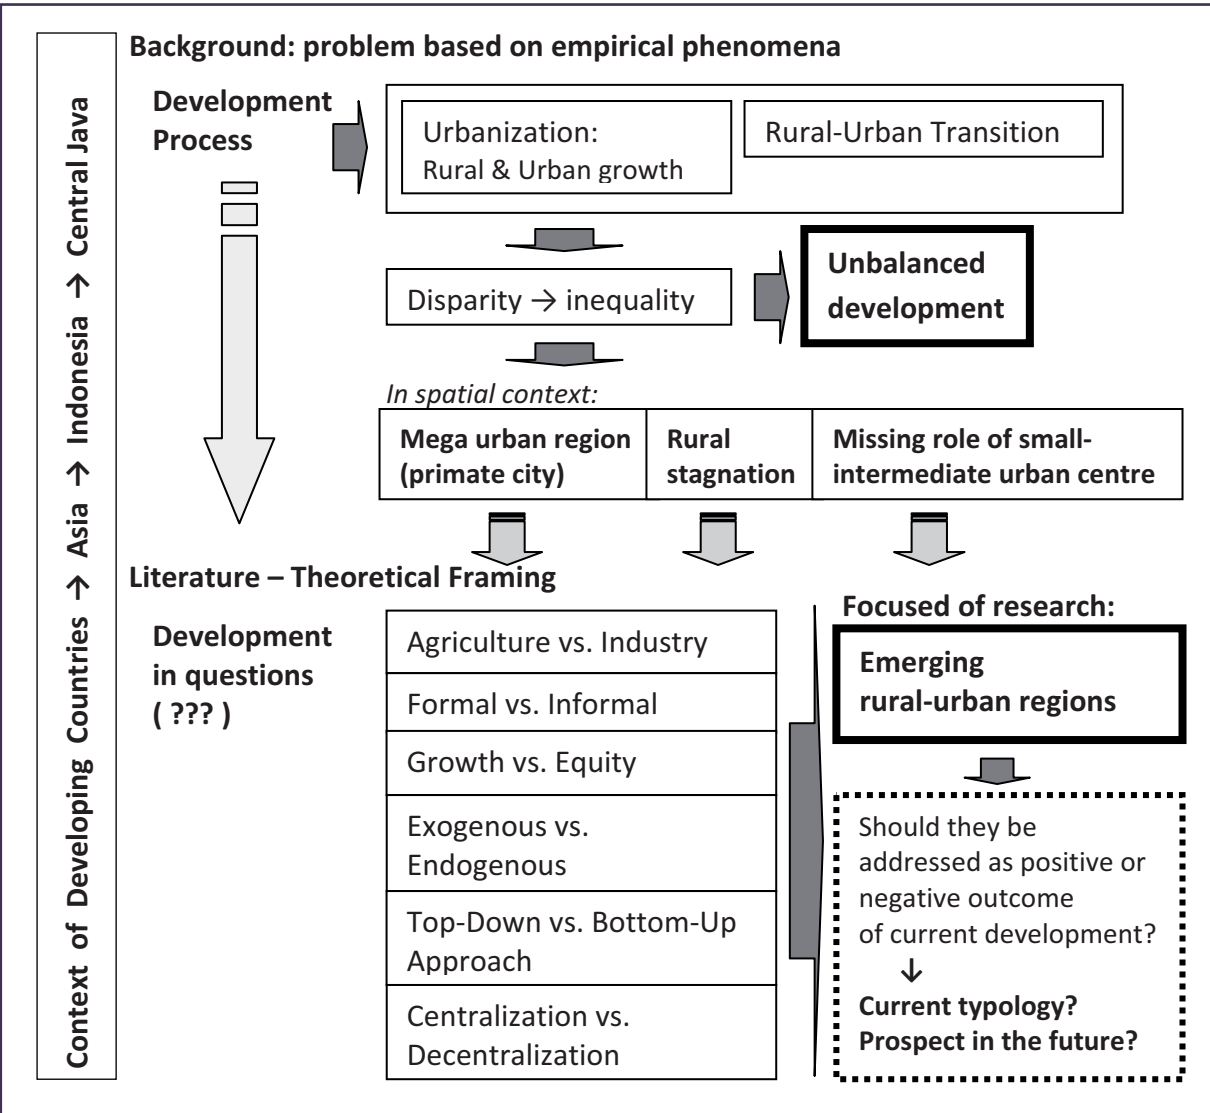 Context of Developing Countries → Asia → Indonesia → Central Java
Background: problem based on empirical phenomena
Development
Process
Urbanization:
Rural & Urban growth
Rural-Urban Transition
Disparity → inequality
Unbalanced
development
In spatial context:
Mega urban region
(primate city)
Rural
stagnation
Missing role of small-
intermediate urban centre
Literature – Theoretical Framing
Development
in questions
( ??? )
Agriculture vs. Industry
Formal vs. Informal
Growth vs. Equity
Exogenous vs.
Endogenous
Top-Down vs. Bottom-Up
Approach
Centralization vs.
Decentralization
Focused of research:
Emerging
rural-urban regions
Should they be
addressed as positive or
negative outcome
of current development?
↓
Current typology?
Prospect in the future?